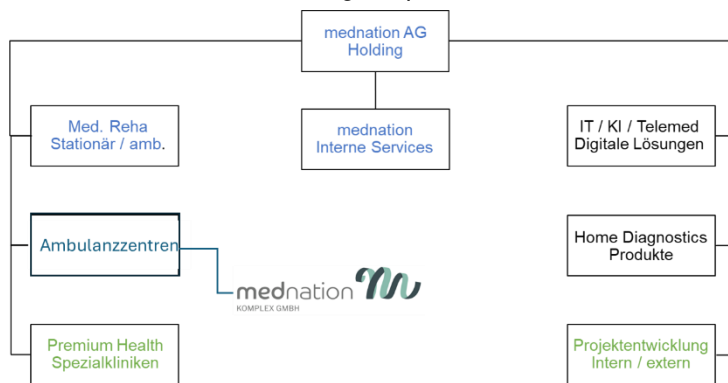 mednation AG
Holding
Med. Reha
Stationär / amb.
mednation
Interne Services
IT / KI / Telemed
Digitale Lösungen
Ambulanzzentren
Home Diagnostics
Produkte
mednation
KOMPLEX GMBH
Premium Health
Spezialkliniken
Projektentwicklung
Intern / extern